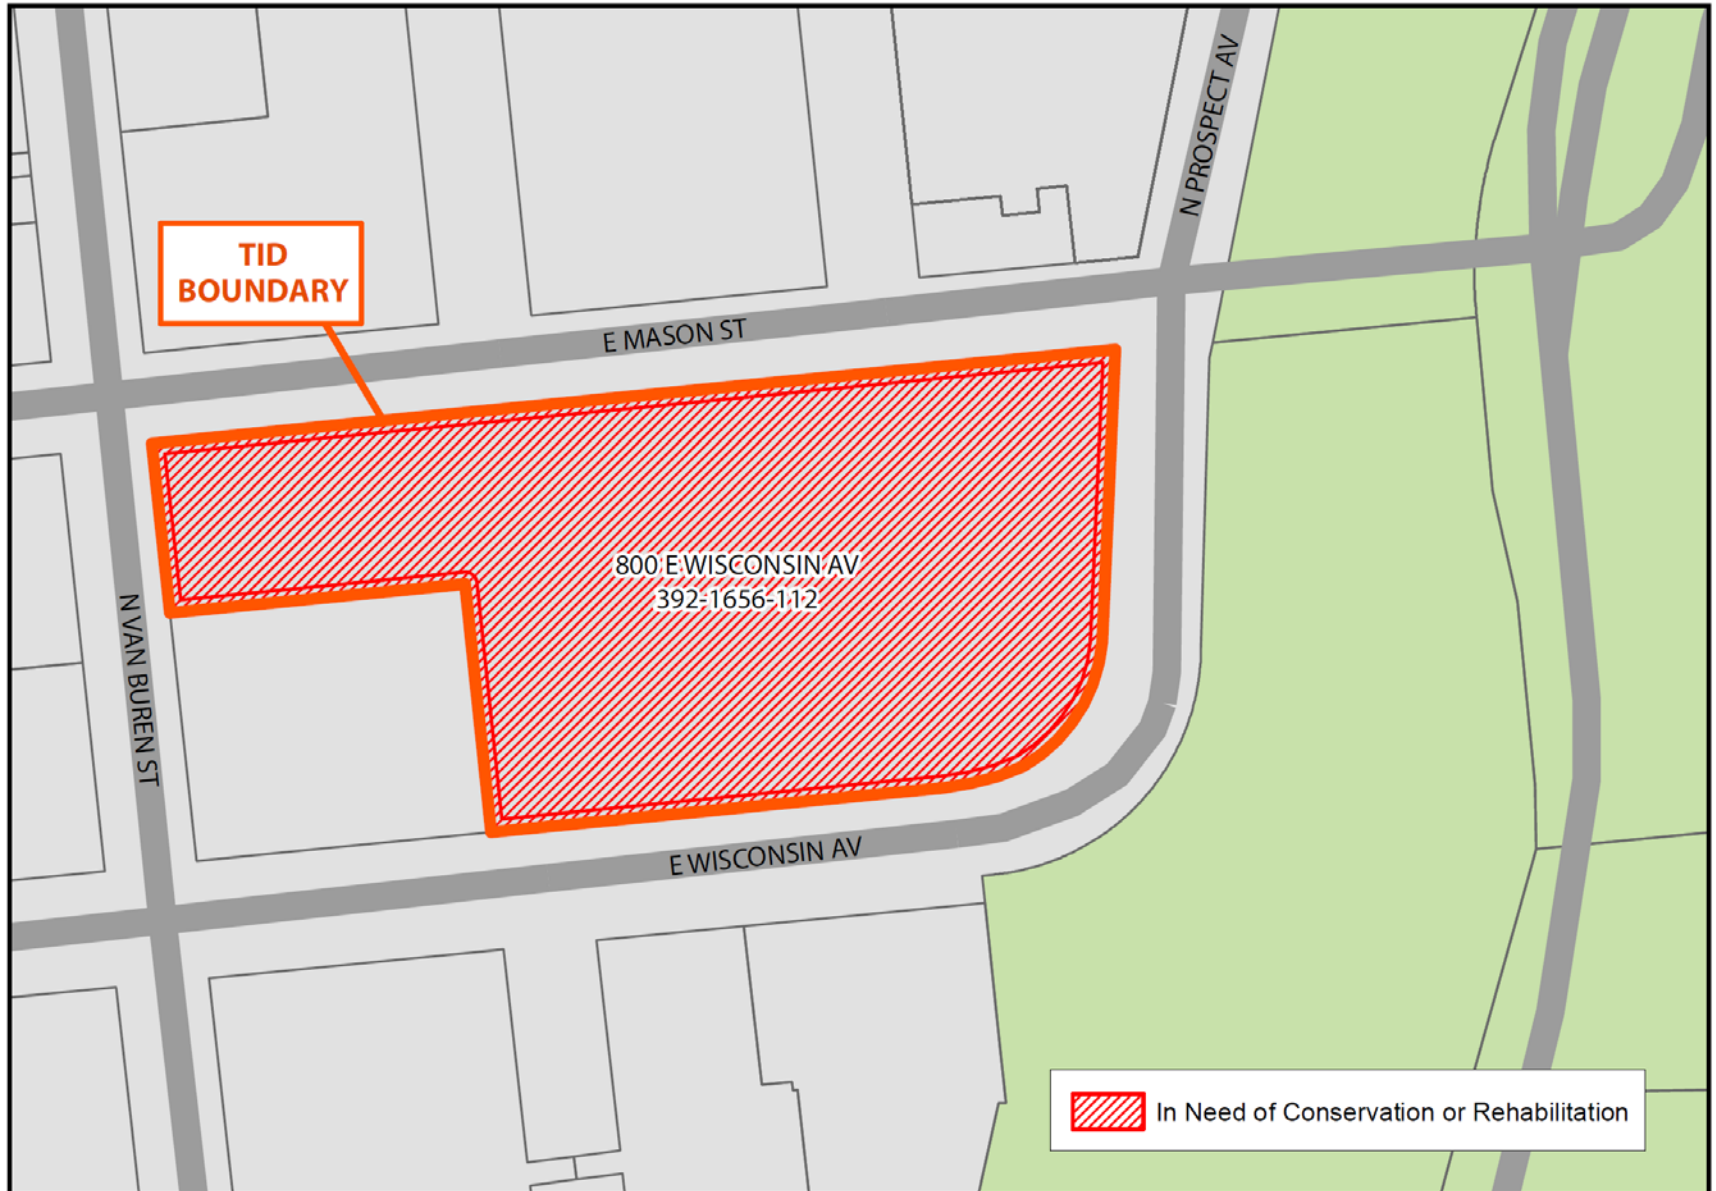 N PROSPECT AV
TID
BOUNDARY
E MASON ST
800 E WISCONSIN AV
392-1656-112
N VAN BUREN ST
E WISCONSIN AV
In Need of Conservation or Rehabilitation